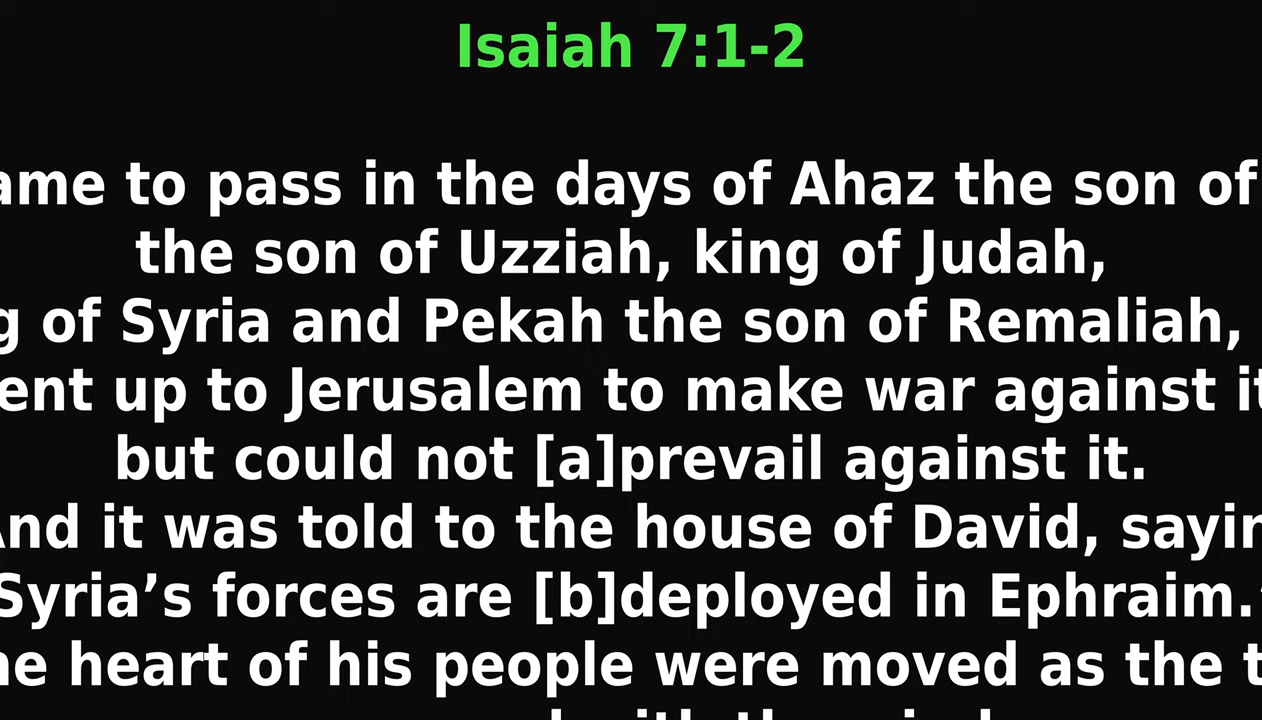 Isaiah 7:1-2
ame to pass in the days of Ahaz the son of
the son of Uzziah, king of Judah,
g of Syria and Pekah the son of Remaliah,
ent up to Jerusalem to make war against it
but could not [a]prevail against it.
And it was told to the house of David, sayin
Syria’s forces are [b]deployed in Ephraim.”
he heart of his people were moved as the t